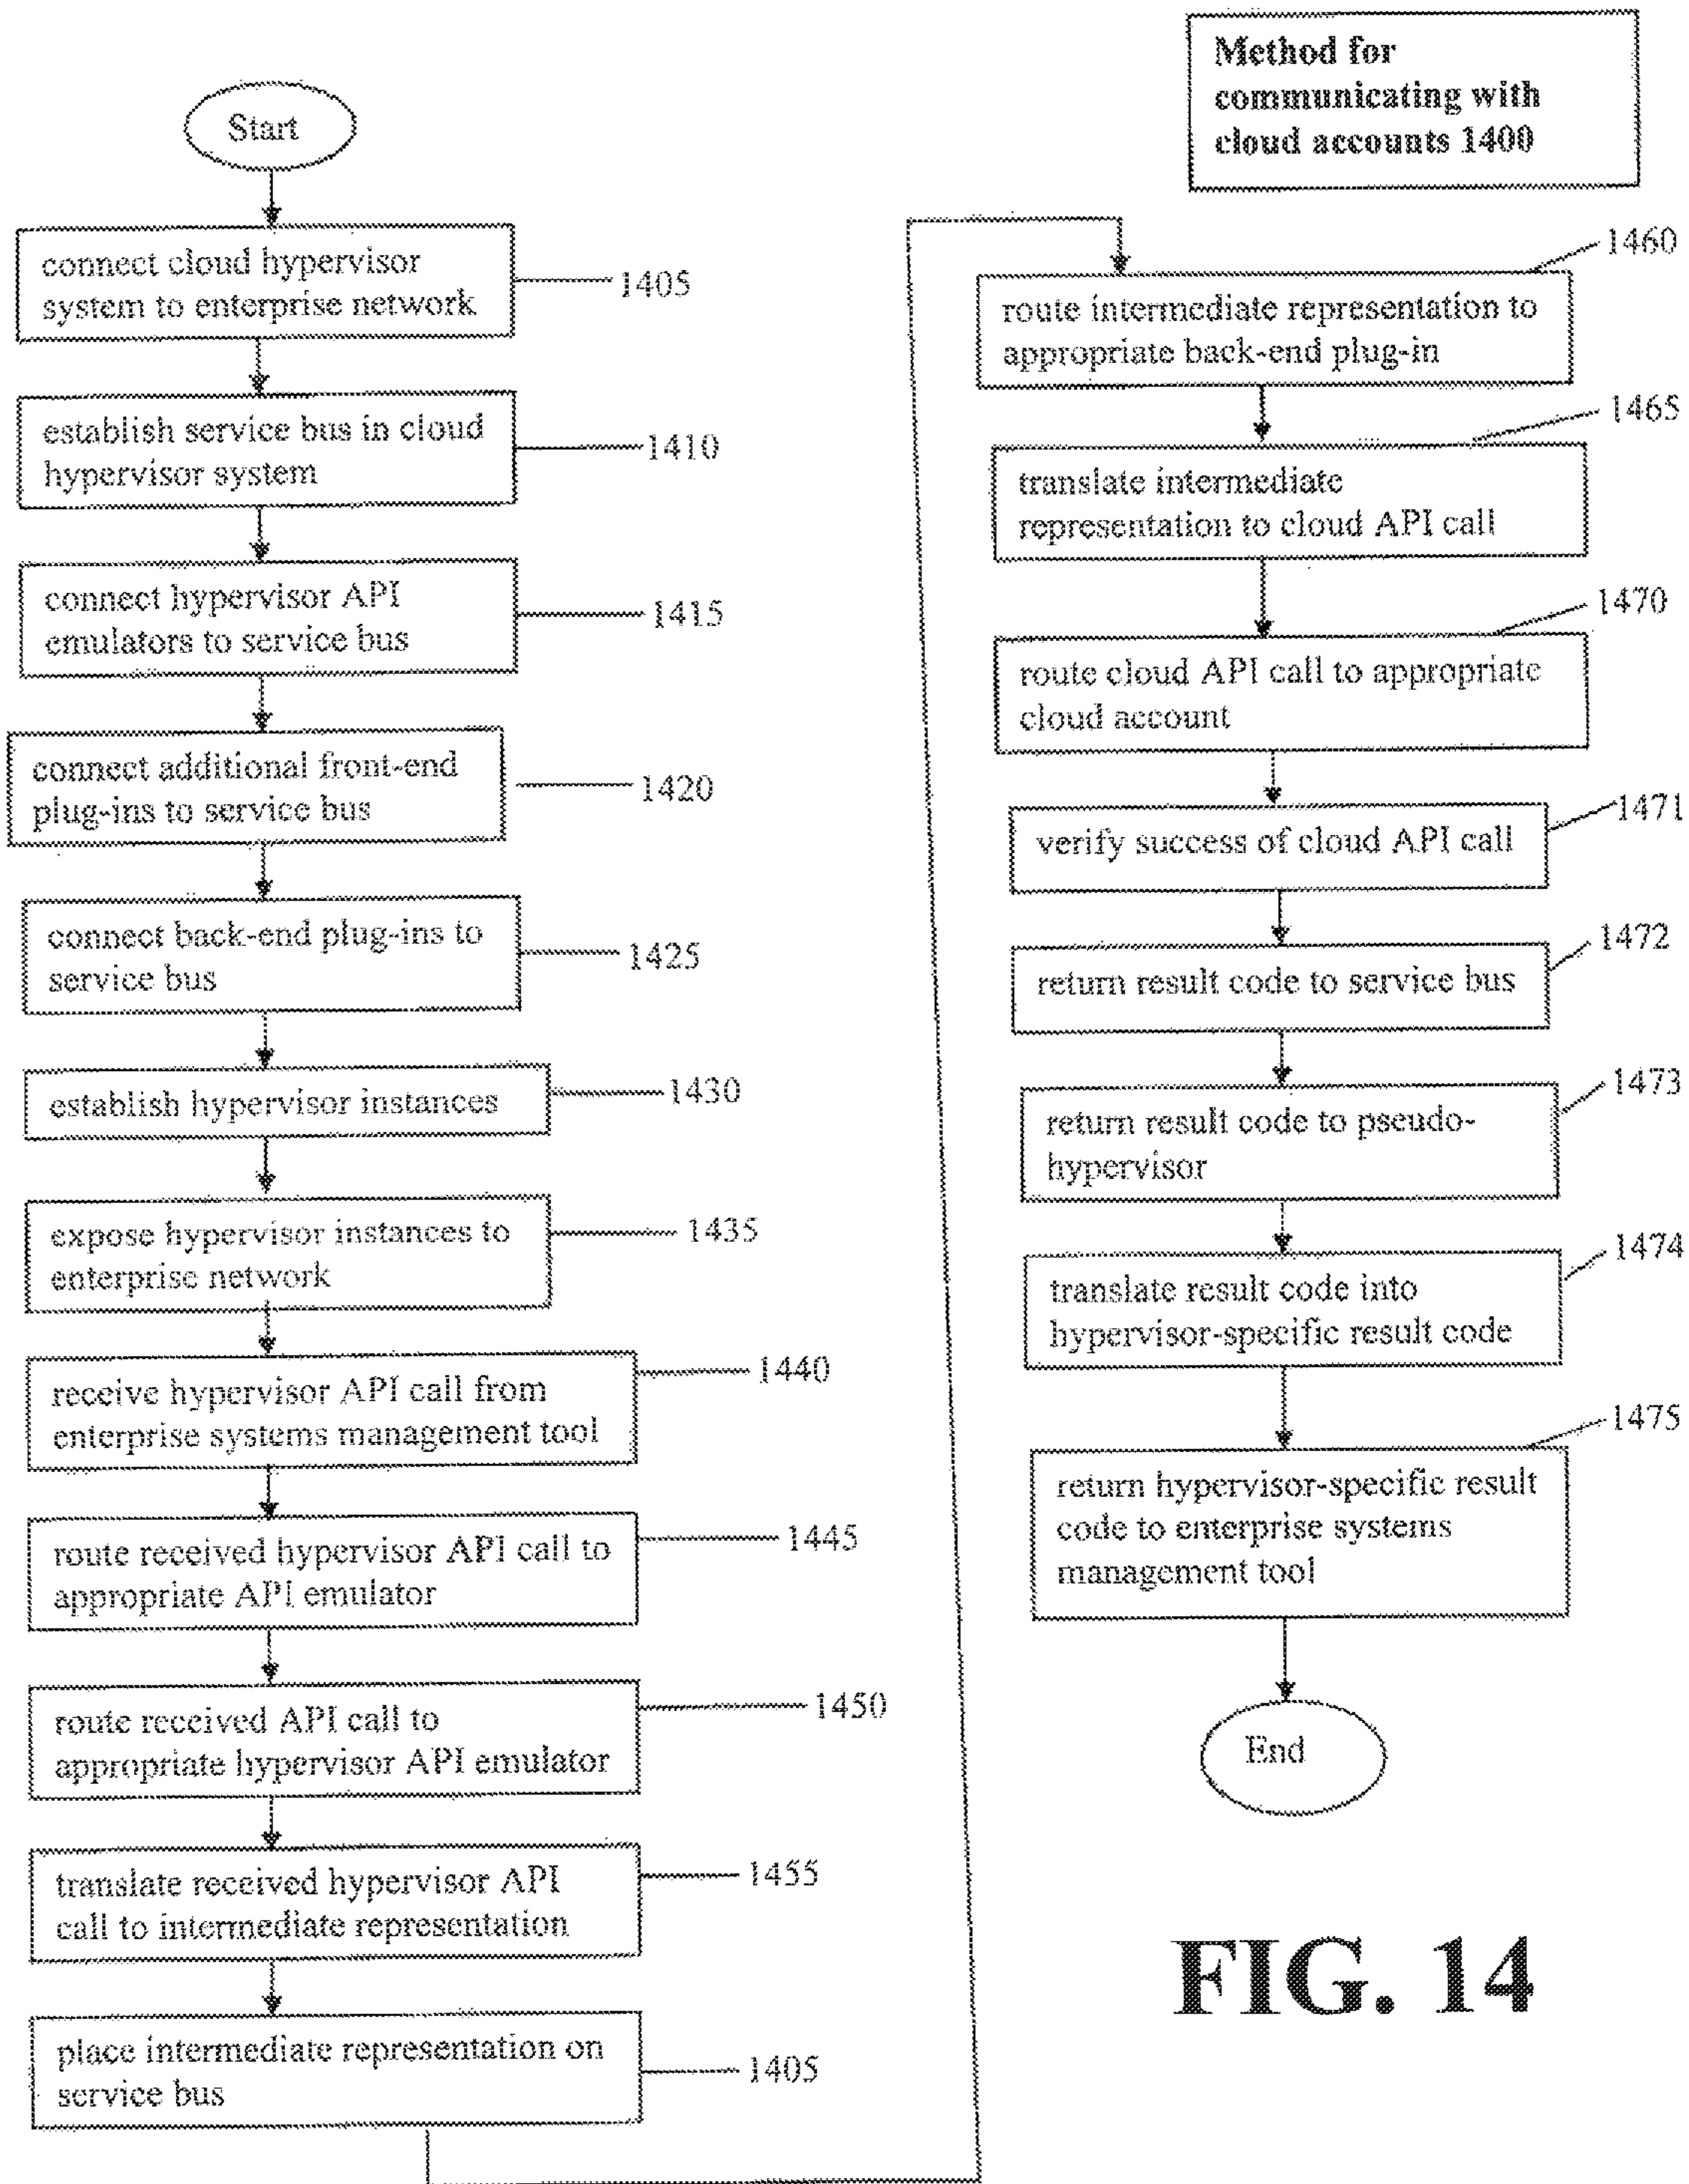 Method for
communicating with
cloud accounts 1400
Start
connect cloud hypervisor
system to enterprise network
1405
establish service bus in cloud
hypervisor system
1410
connect hypervisor API
emulators to service bus
1415
connect additional front-end
plug-ins to service bus
1420
connect back-end plug-ins to
service bus
1425
establish hypervisor instances
1430
expose hypervisor instances to
enterprise network
1435
receive hypervisor API call from
enterprise systems management tool
1440
route received hypervisor API call to
appropriate API emulator
1445
route received API call to
appropriate hypervisor API emulator
1450
translate received hypervisor API
call to intermediate representation
1455
place intermediate representation on
service bus
1405
route intermediate representation to
appropriate back-end plug-in
1460
translate intermediate
representation to cloud API call
1465
route cloud API call to appropriate
cloud account
1470
verify success of cloud API call
1471
return result code to service bus
1472
return result code to pseudo-
hypervisor
1473
translate result code into
hypervisor-specific result code
1474
return hypervisor-specific result
code to enterprise systems
management tool
1475
End
FIG. 14